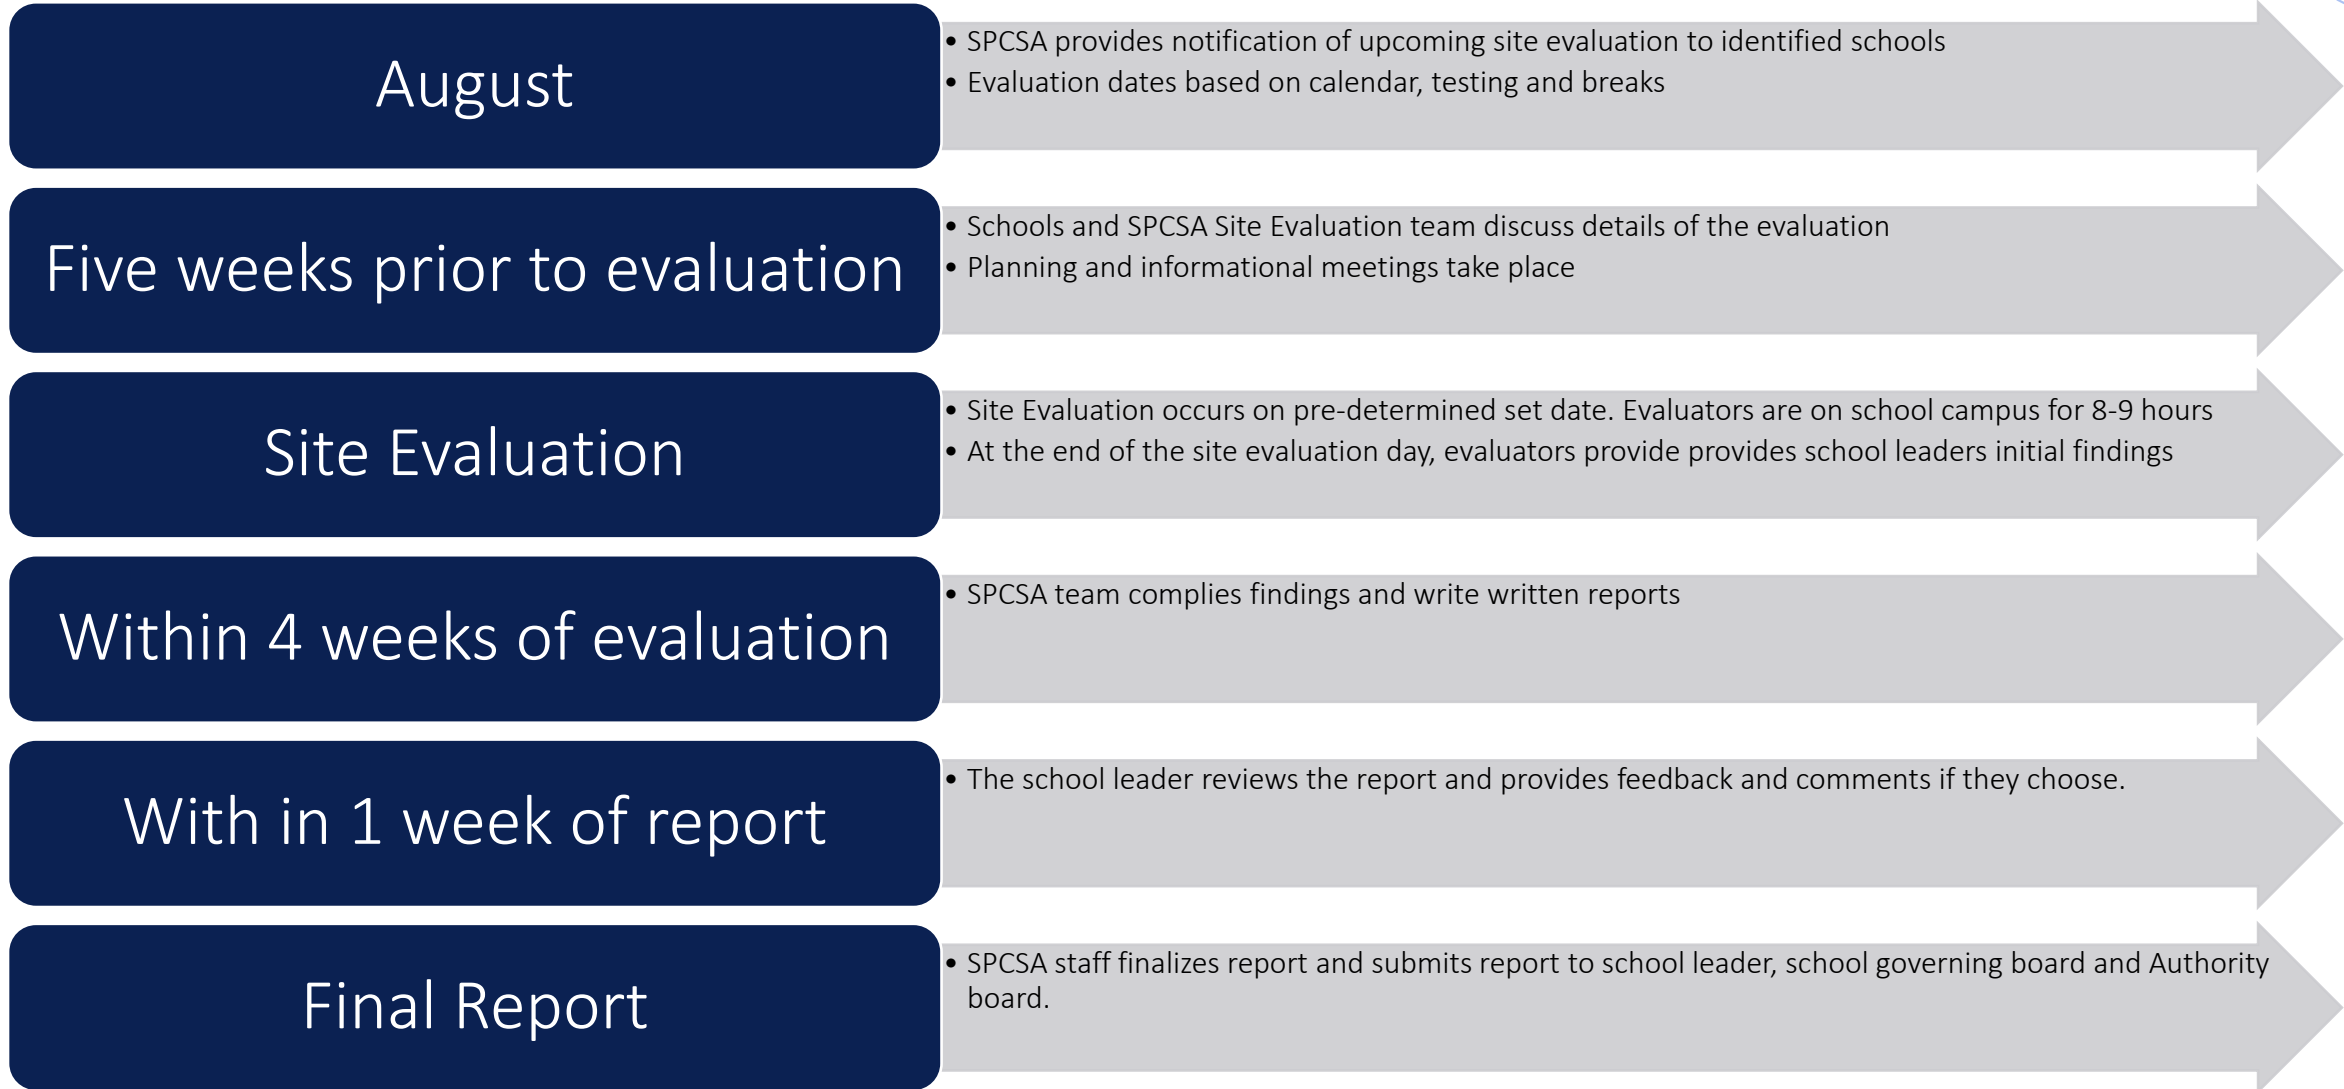 August
• SPCSA provides notification of upcoming site evaluation to identified schools
• Evaluation dates based on calendar, testing and breaks
Five weeks prior to evaluation
• Schools and SPCSA Site Evaluation team discuss details of the evaluation
• Planning and informational meetings take place
Site Evaluation
• Site Evaluation occurs on pre-determined set date. Evaluators are on school campus for 8-9 hours
• At the end of the site evaluation day, evaluators provide provides school leaders initial findings
Within 4 weeks of evaluation
• SPCSA team complies findings and write written reports
With in 1 week of report
• The school leader reviews the report and provides feedback and comments if they choose.
Final Report
• SPCSA staff finalizes report and submits report to school leader, school governing board and Authority
board.